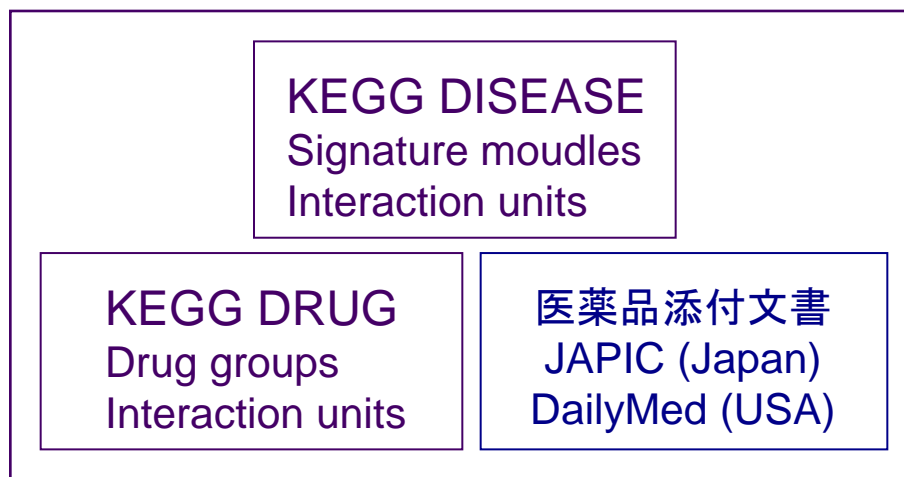 KEGG DISEASE
Signature moudles
Interaction units
KEGG DRUG
Drug groups
Interaction units
医薬品添付文書
JAPIC (Japan)
DailyMed (USA)